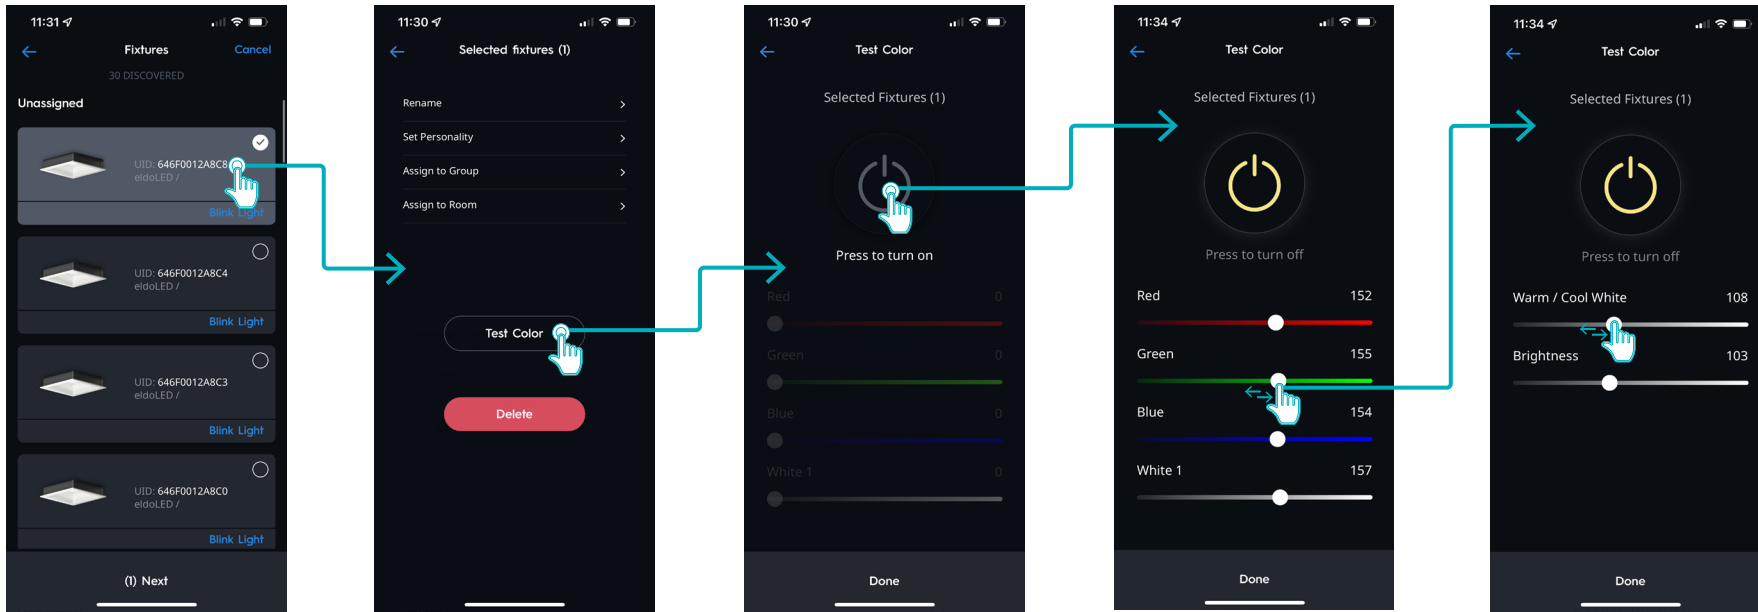 11:31
Fixtures
Cancel
30 DISCOVERED
Unassigned
UID: 646F0012A8C8
eldoLED /
Blink Light
UID: 646F0012A8C4
eldoLED /
Blink Light
UID: 646F0012A8C3
eldoLED /
Blink Light
UID: 646F0012A8C0
eldoLED /
Blink Light
(1) Next
11:30
Selected fixtures (1)
Rename
Set Personality
Assign to Group
Assign to Room
Test Color
Delete
11:30
Test Color
Selected Fixtures (1)
Press to turn on
Red 0
Green 0
Blue 0
White 1 0
Done
11:34
Test Color
Selected Fixtures (1)
Press to turn off
Red 152
Green 155
Blue 154
White 1 157
Done
11:34
Test Color
Selected Fixtures (1)
Press to turn off
Warm / Cool White 108
Brightness 103
Done